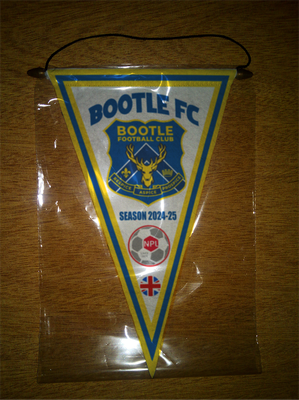 BOOTLE FC
BOOTLE
FOOTBALL CLUB
SEASON 2024-25
NPL